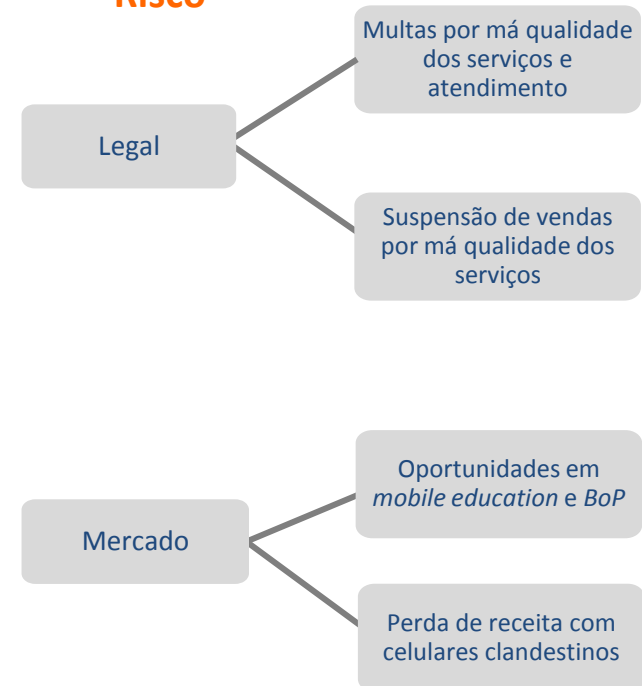 Risco
Multas por má qualidade
dos serviços e
atendimento
Legal
Suspensão de vendas
por má qualidade dos
serviços
Oportunidades em
mobile education e BoP
Mercado
Perda de receita com
celulares clandestinos